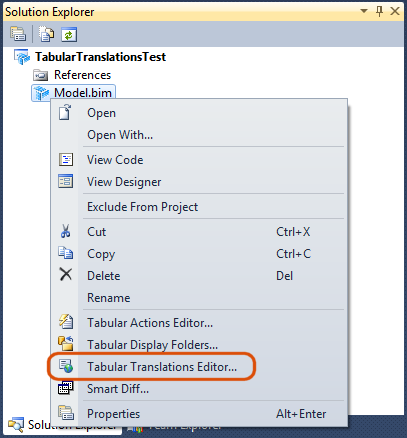 Solution Explorer
TabularTranslationsTest
References
Model.bim
Open
Open With...
View Code
View Designer
Exclude From Project
Cut Ctrl+X
Copy Ctrl+C
Delete Del
Rename
Tabular Actions Editor...
Tabular Display Folders...
Tabular Translations Editor...
Smart Diff...
Properties Alt+Enter
Solution Explorer Team Explorer